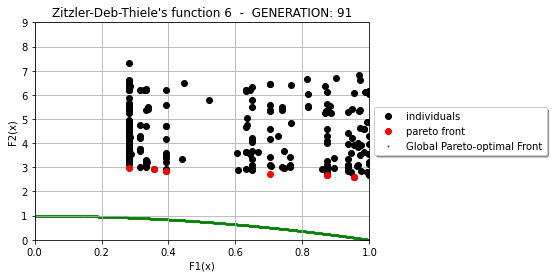 Zitzler-Deb-Thiele's function 6 - GENERATION: 91
9
8
7
6
5
4
3
2
1
0
F2(x)
0.0 0.2 0.4 0.6 0.8 1.0
F1(x)
individuals
pareto front
Global Pareto-optimal Front